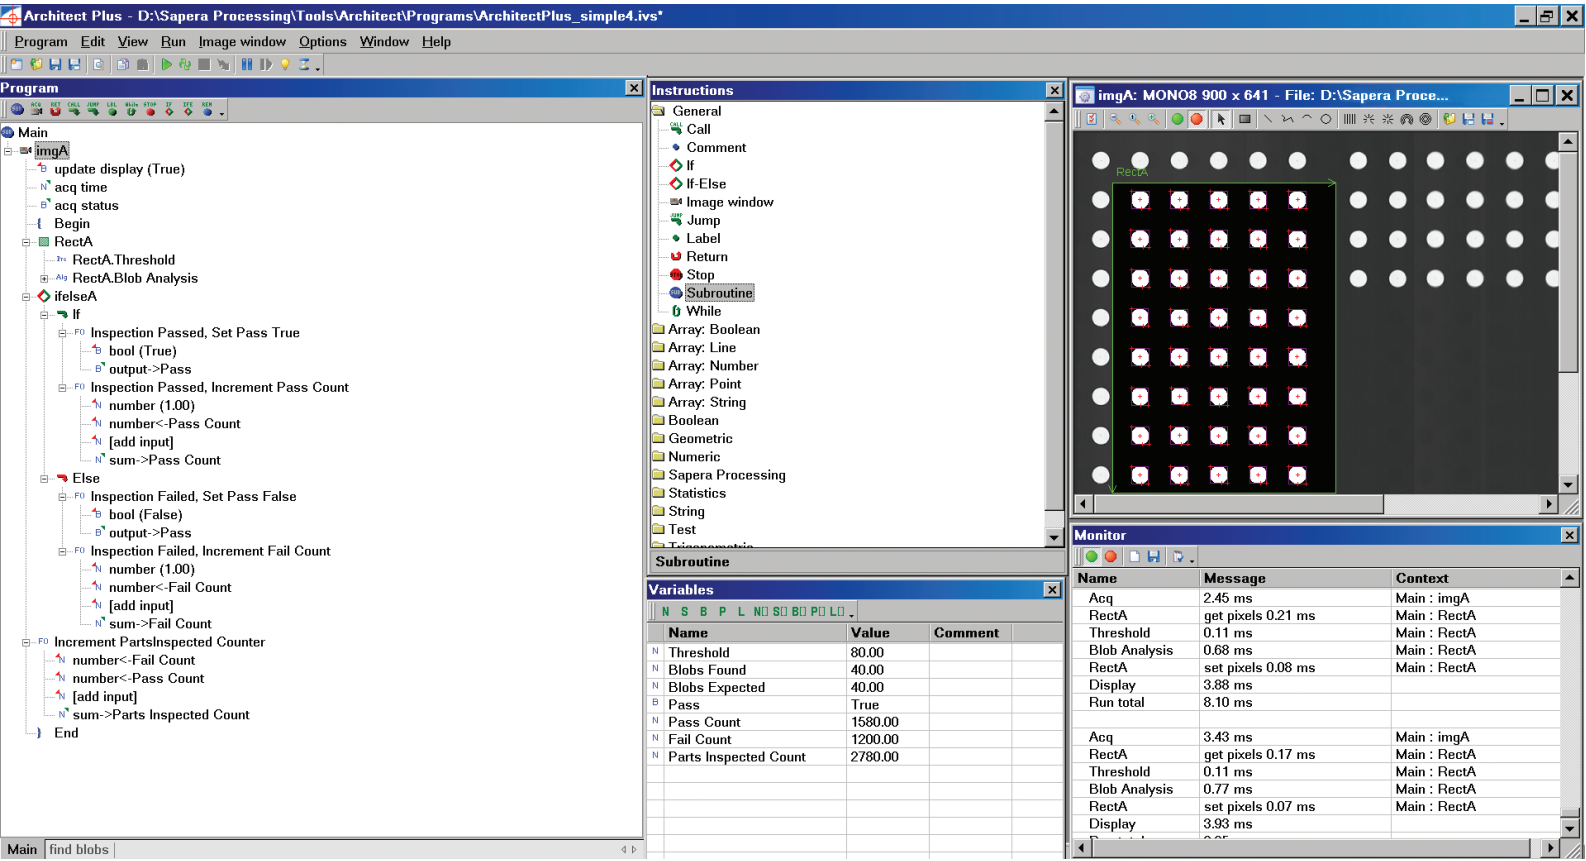 Architect Plus - D:\Sapera Processing\Tools\Architect\Programs\ArchitectPlus_simple4.ivs*
Program Edit View Run Image window Options Window Help
Program
ACQ RET CALL JUMP LBL While STOP IF IFE REM
Main
imgA
update display (True)
acq time
acq status
Begin
RectA
RectA.Threshold
RectA.Blob Analysis
ifelseA
If
Inspection Passed, Set Pass True
bool (True)
output->Pass
Inspection Passed, Increment Pass Count
number (1.00)
number<-Pass Count
[add input]
sum->Pass Count
Else
Inspection Failed, Set Pass False
bool (False)
output->Pass
Inspection Failed, Increment Fail Count
number (1.00)
number<-Fail Count
[add input]
sum->Fail Count
Increment PartsInspected Counter
number<-Fail Count
number<-Pass Count
[add input]
sum->Parts Inspected Count
End
Main find blobs
Instructions
General
Call
Comment
If
If-Else
Image window
Jump
Label
Return
Stop
Subroutine
While
Array: Boolean
Array: Line
Array: Number
Array: Point
Array: String
Boolean
Geometric
Numeric
Sapera Processing
Statistics
String
Test
Trigonometric
Subroutine
Variables
N S B P L N[] S[] B[] P[] L[]
Name Value Comment
N Threshold 80.00
N Blobs Found 40.00
N Blobs Expected 40.00
B Pass True
N Pass Count 1580.00
N Fail Count 1200.00
N Parts Inspected Count 2780.00
imgA: MONO8 900 x 641 - File: D:\Sapera Proce...
RectA
Monitor
Name Message Context
Acq 2.45 ms Main : imgA
RectA get pixels 0.21 ms Main : RectA
Threshold 0.11 ms Main : RectA
Blob Analysis 0.68 ms Main : RectA
RectA set pixels 0.08 ms Main : RectA
Display 3.88 ms
Run total 8.10 ms
Acq 3.43 ms Main : imgA
RectA get pixels 0.17 ms Main : RectA
Threshold 0.11 ms Main : RectA
Blob Analysis 0.77 ms Main : RectA
RectA set pixels 0.07 ms Main : RectA
Display 3.93 ms